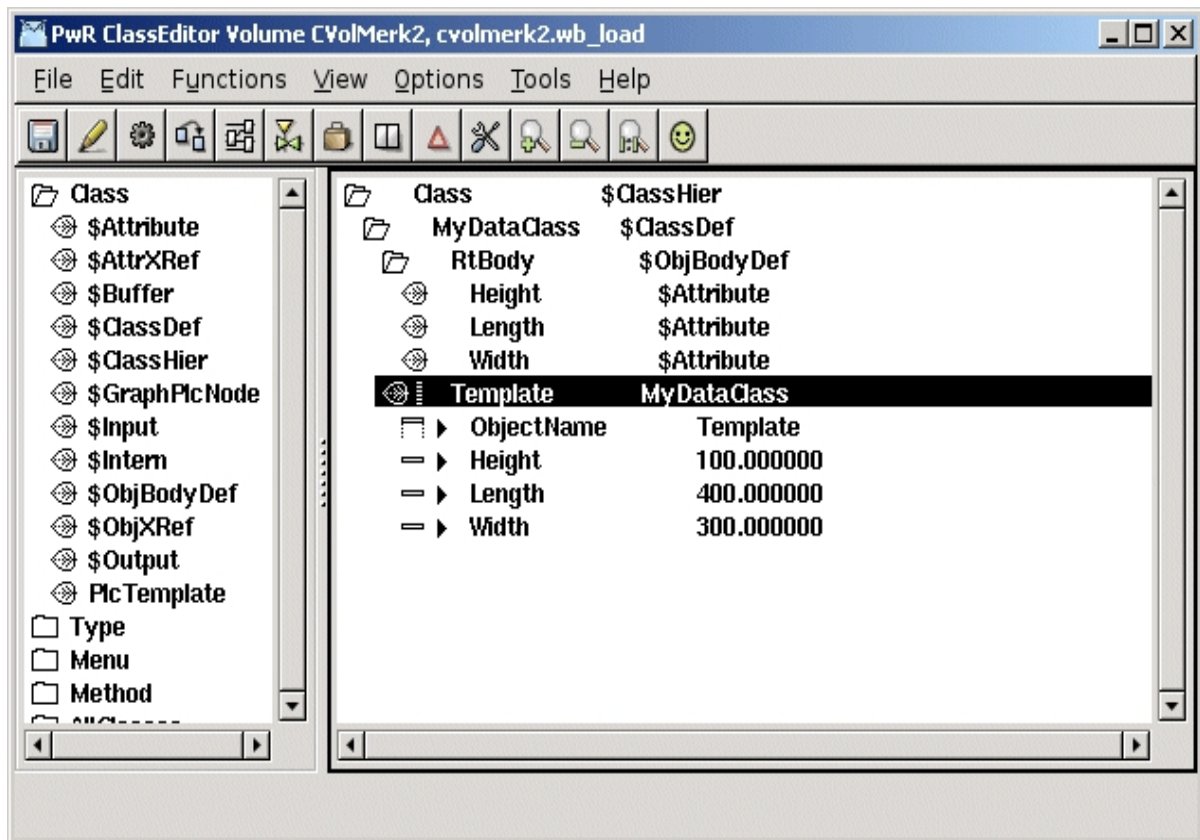 PwR ClassEditor Volume CVolMerk2, cvolmerk2.wb_load
File Edit Functions View Options Tools Help
Class
$Attribute
$AttrXRef
$Buffer
$ClassDef
$ClassHier
$GraphPlcNode
$Input
$Intern
$ObjBodyDef
$ObjXRef
$Output
PlcTemplate
Type
Menu
Method
Class $ClassHier
MyDataClass $ClassDef
RtBody $ObjBodyDef
Height $Attribute
Length $Attribute
Width $Attribute
Template MyDataClass
ObjectName Template
Height 100.000000
Length 400.000000
Width 300.000000